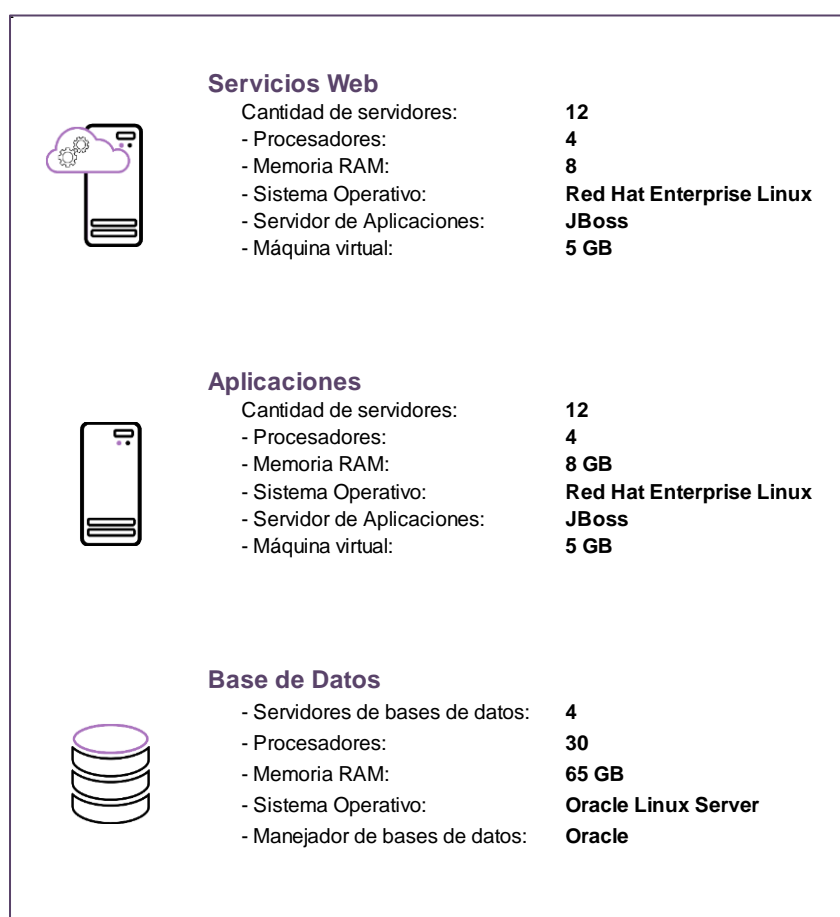 Servicios Web
Cantidad de servidores: 12
- Procesadores: 4
- Memoria RAM: 8
- Sistema Operativo: Red Hat Enterprise Linux
- Servidor de Aplicaciones: JBoss
- Máquina virtual: 5 GB
Aplicaciones
Cantidad de servidores: 12
- Procesadores: 4
- Memoria RAM: 8 GB
- Sistema Operativo: Red Hat Enterprise Linux
- Servidor de Aplicaciones: JBoss
- Máquina virtual: 5 GB
Base de Datos
- Servidores de bases de datos: 4
- Procesadores: 30
- Memoria RAM: 65 GB
- Sistema Operativo: Oracle Linux Server
- Manejador de bases de datos: Oracle